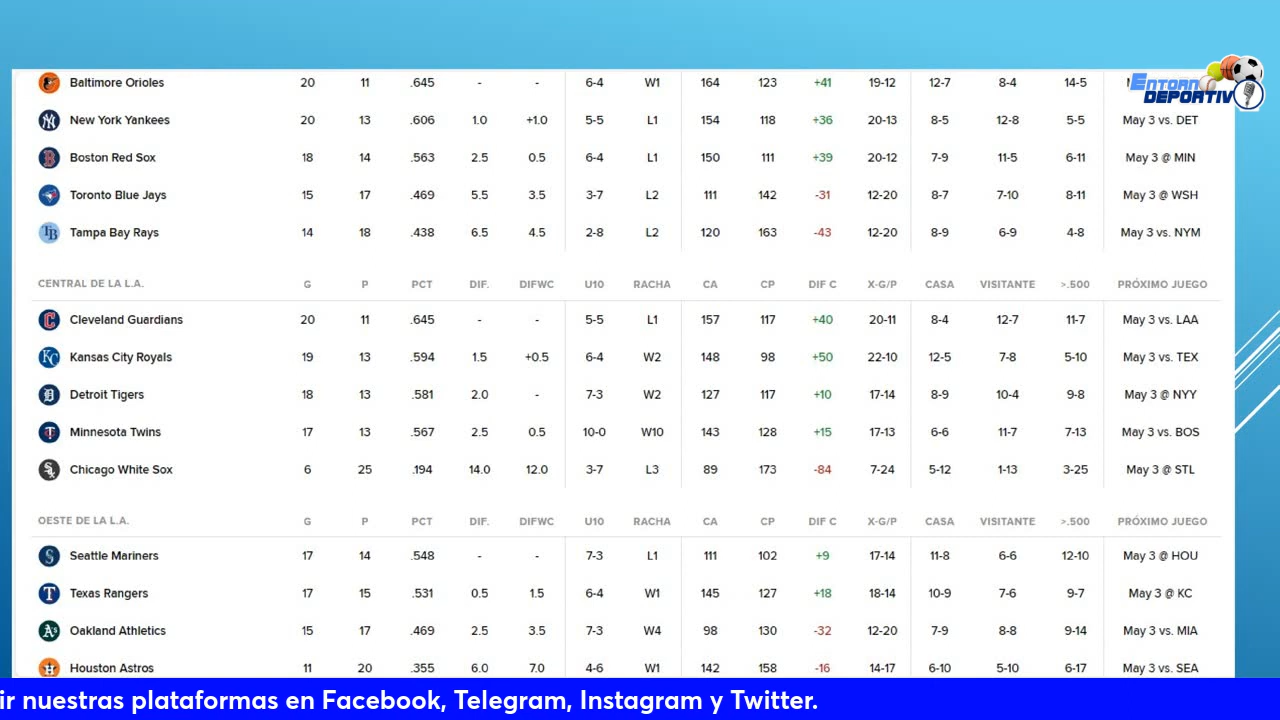 Baltimore Orioles 20 11 .645 - - 6-4 W1 164 123 +41 19-12 12-7 8-4 14-5
ENTORNO DEPORTIVO
New York Yankees 20 13 .606 1.0 +1.0 5-5 L1 154 118 +36 20-13 8-5 12-8 5-5 May 3 vs. DET
Boston Red Sox 18 14 .563 2.5 0.5 6-4 L1 150 111 +39 20-12 7-9 11-5 6-11 May 3 @ MIN
Toronto Blue Jays 15 17 .469 5.5 3.5 3-7 L2 111 142 -31 12-20 8-7 7-10 8-11 May 3 @ WSH
TB Tampa Bay Rays 14 18 .438 6.5 4.5 2-8 L2 120 163 -43 12-20 8-9 6-9 4-8 May 3 vs. NYM
CENTRAL DE LA L.A. G P PCT DIF. DIFWC U10 RACHA CA CP DIF C X-G/P CASA VISITANTE >.500 PRÓXIMO JUEGO
C Cleveland Guardians 20 11 .645 - - 5-5 L1 157 117 +40 20-11 8-4 12-7 11-7 May 3 vs. LAA
KC Kansas City Royals 19 13 .594 1.5 +0.5 6-4 W2 148 98 +50 22-10 12-5 7-8 5-10 May 3 vs. TEX
Detroit Tigers 18 13 .581 2.0 - 7-3 W2 127 117 +10 17-14 8-9 10-4 9-8 May 3 @ NYY
Minnesota Twins 17 13 .567 2.5 0.5 10-0 W10 143 128 +15 17-13 6-6 11-7 7-13 May 3 vs. BOS
Chicago White Sox 6 25 .194 14.0 12.0 3-7 L3 89 173 -84 7-24 5-12 1-13 3-25 May 3 @ STL
OESTE DE LA L.A. G P PCT DIF. DIFWC U10 RACHA CA CP DIF C X-G/P CASA VISITANTE >.500 PRÓXIMO JUEGO
Seattle Mariners 17 14 .548 - - 7-3 L1 111 102 +9 17-14 11-8 6-6 12-10 May 3 @ HOU
T Texas Rangers 17 15 .531 0.5 1.5 6-4 W1 145 127 +18 18-14 10-9 7-6 9-7 May 3 @ KC
A's Oakland Athletics 15 17 .469 2.5 3.5 7-3 W4 98 130 -32 12-20 7-9 8-8 9-14 May 3 vs. MIA
Houston Astros 11 20 .355 6.0 7.0 4-6 W1 142 158 -16 14-17 6-10 5-10 6-17 May 3 vs. SEA
ir nuestras plataformas en Facebook, Telegram, Instagram y Twitter.